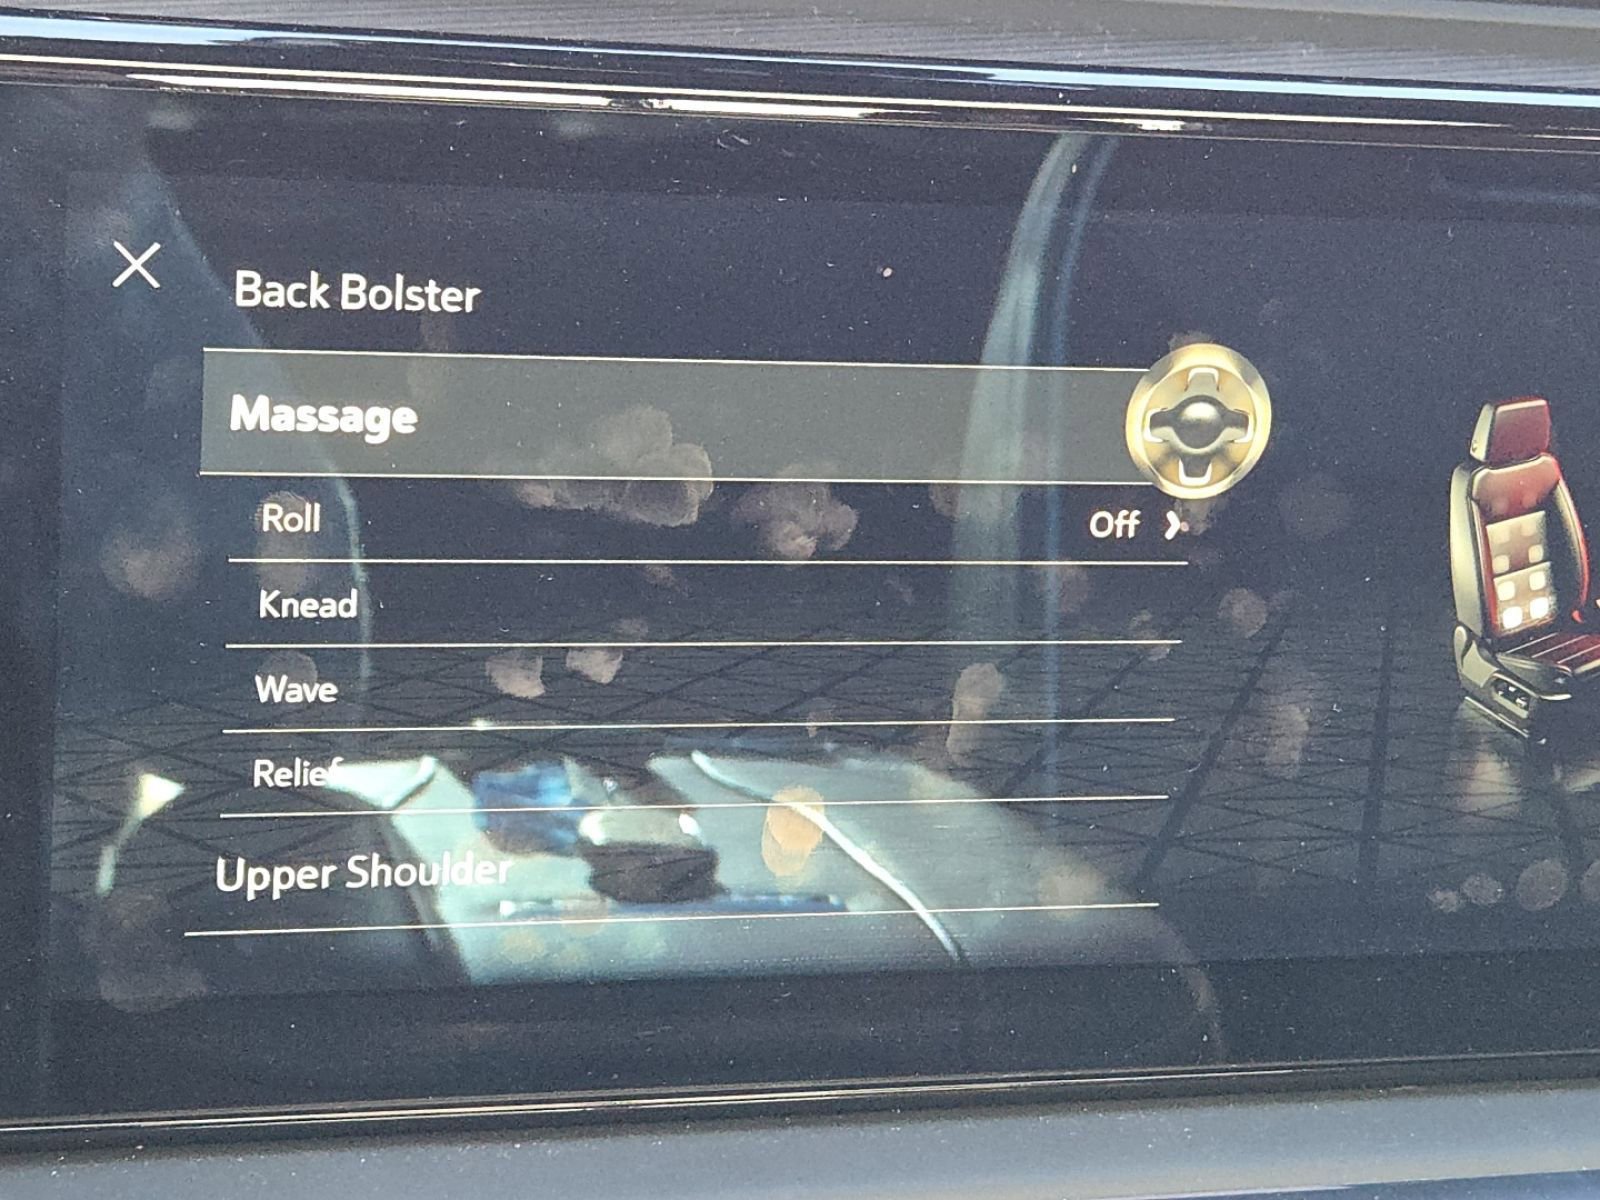 Back Bolster
Massage
Roll Off
Knead
Wave
Relief
Upper Shoulder